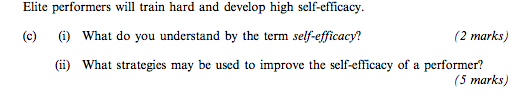 Elite performers will train hard and develop high self-efficacy.
(c) (i) What do you understand by the term self-efficacy? (2 marks)
(ii) What strategies may be used to improve the self-efficacy of a performer?
(5 marks)